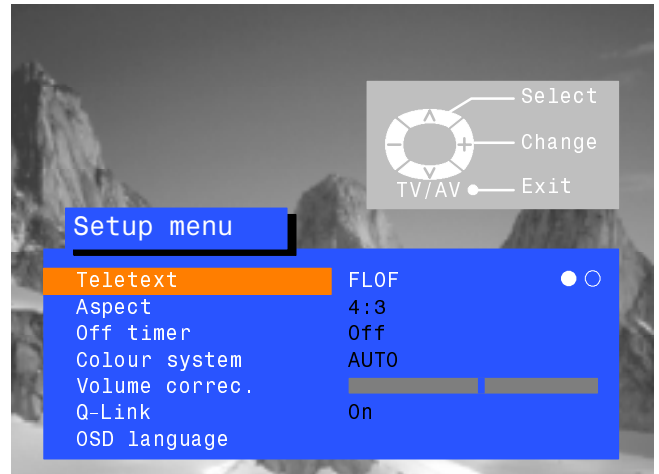 Select
Change
TV/AV Exit
Setup menu
Teletext FLOF
Aspect 4:3
Off timer Off
Colour system AUTO
Volume correc.
Q-Link On
OSD language